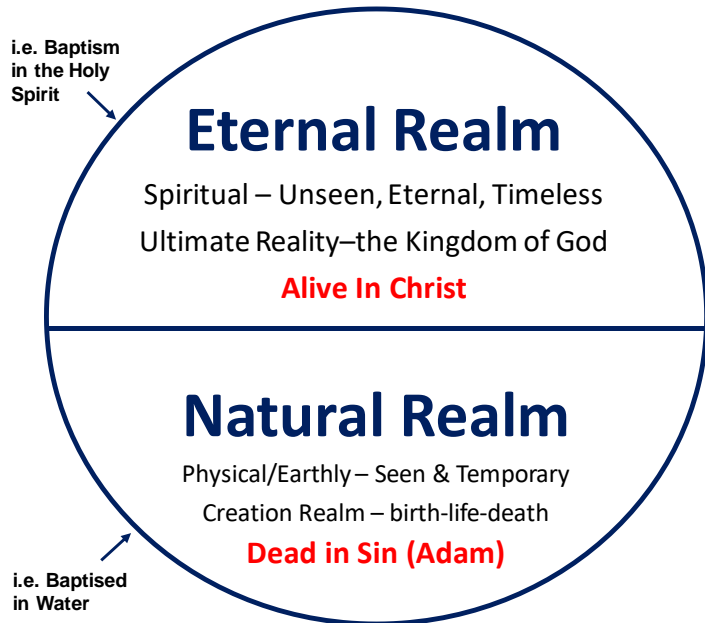 i.e. Baptism
in the Holy
Spirit
Eternal Realm
Spiritual – Unseen, Eternal, Timeless
Ultimate Reality–the Kingdom of God
Alive In Christ
Natural Realm
Physical/Earthly – Seen & Temporary
Creation Realm – birth-life-death
Dead in Sin (Adam)
i.e. Baptised
in Water